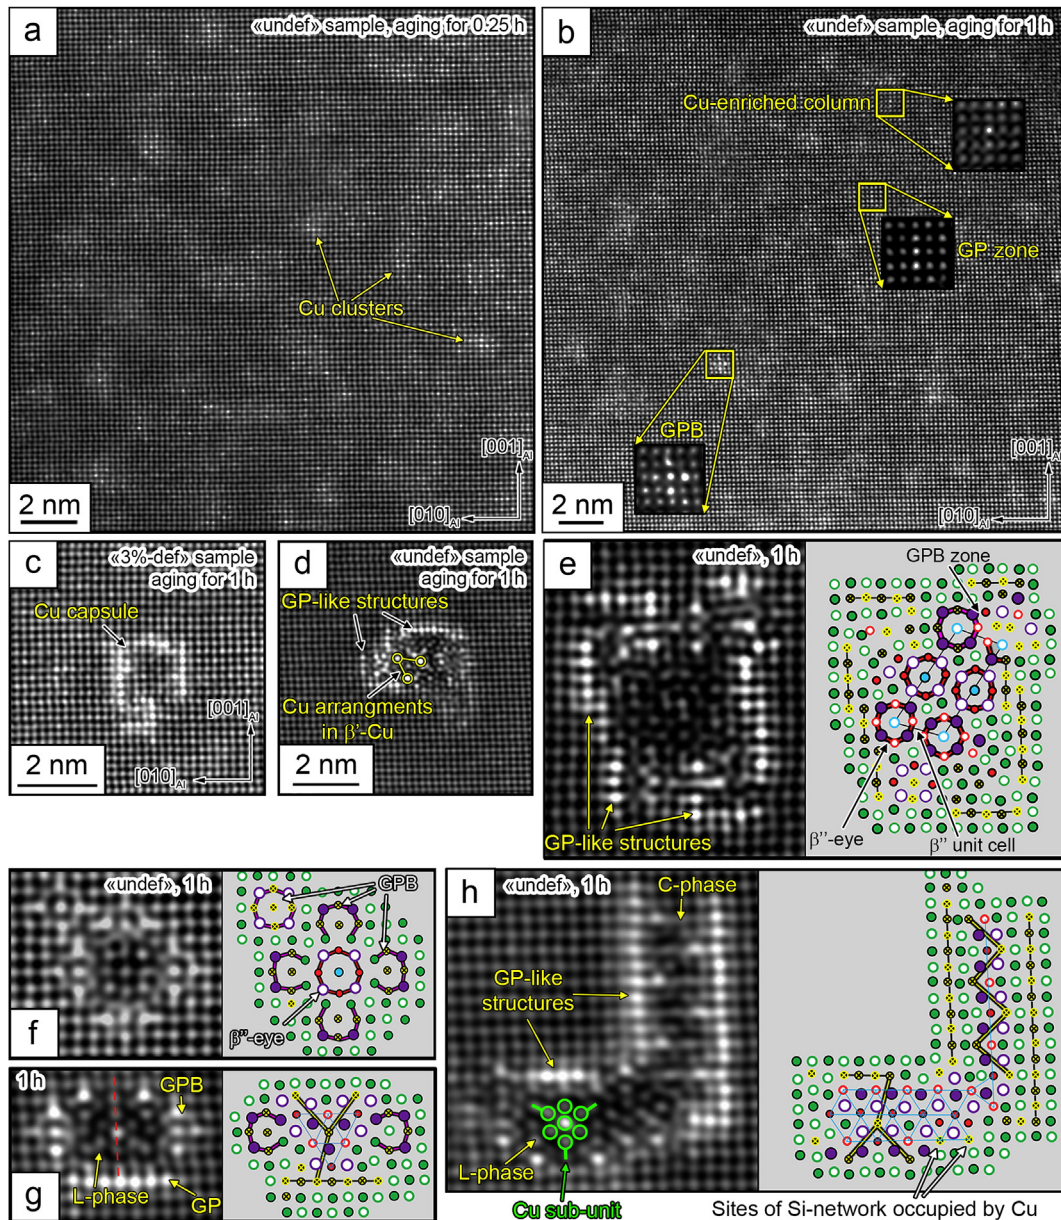 a
«undef» sample, aging for 0.25 h
Cu clusters
[001]Al
[010]Al
2 nm
b
«undef» sample, aging for 1 h
Cu-enriched column
GP zone
GPB
[001]Al
[010]Al
2 nm
c
«3%-def» sample
aging for 1h
Cu capsule
[001]Al
[010]Al
2 nm
d
«undef» sample
aging for 1h
GP-like structures
Cu arrangments
in β'-Cu
2 nm
e
«undef», 1 h
GP-like structures
GPB zone
β''-eye
β'' unit cell
f
«undef», 1 h
GPB
β''-eye
g
1 h
GPB
L-phase
GP
h
«undef», 1 h
C-phase
GP-like
structures
L-phase
Cu sub-unit
Sites of Si-network occupied by Cu